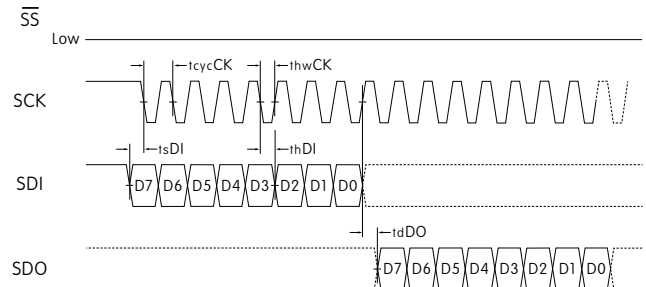 SS
Low
tcycCK
thwCK
SCK
tsDI
thDI
SDI
D7 D6 D5 D4 D3 D2 D1 D0
tdDO
SDO
D7 D6 D5 D4 D3 D2 D1 D0